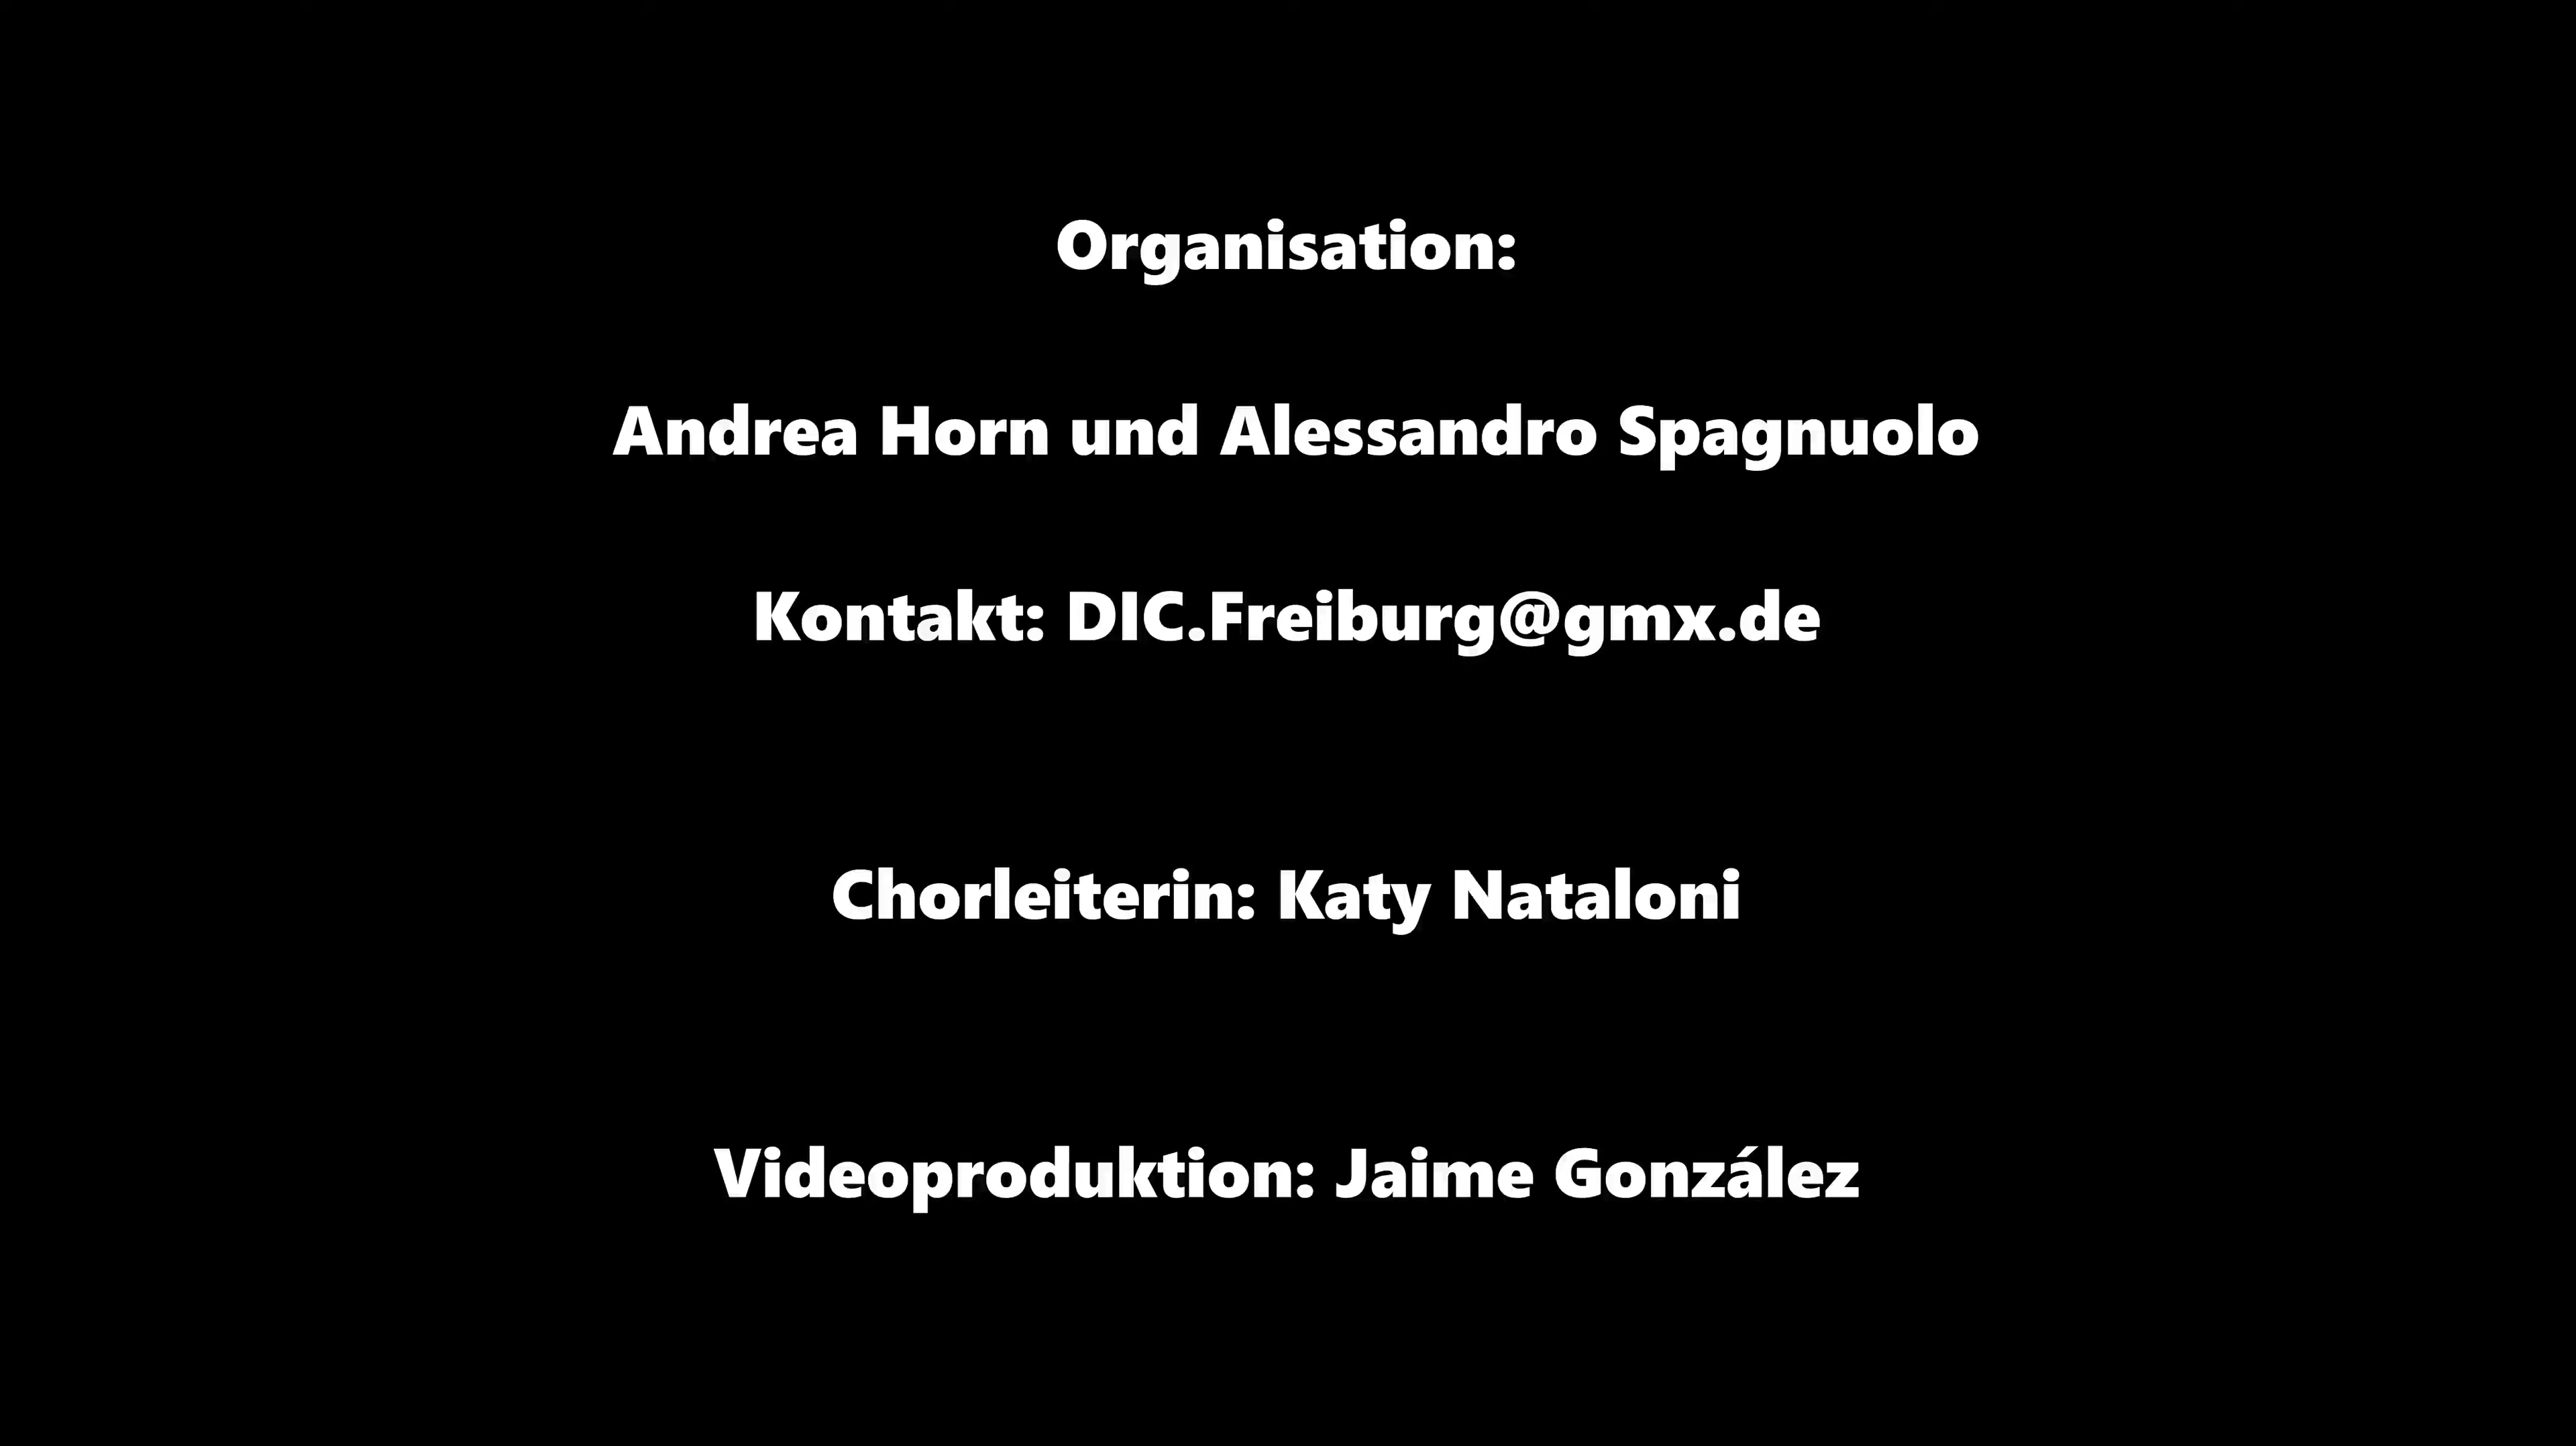 Organisation:
Andrea Horn und Alessandro Spagnuolo
Kontakt: DIC.Freiburg@gmx.de
Chorleiterin: Katy Nataloni
Videoproduktion: Jaime González